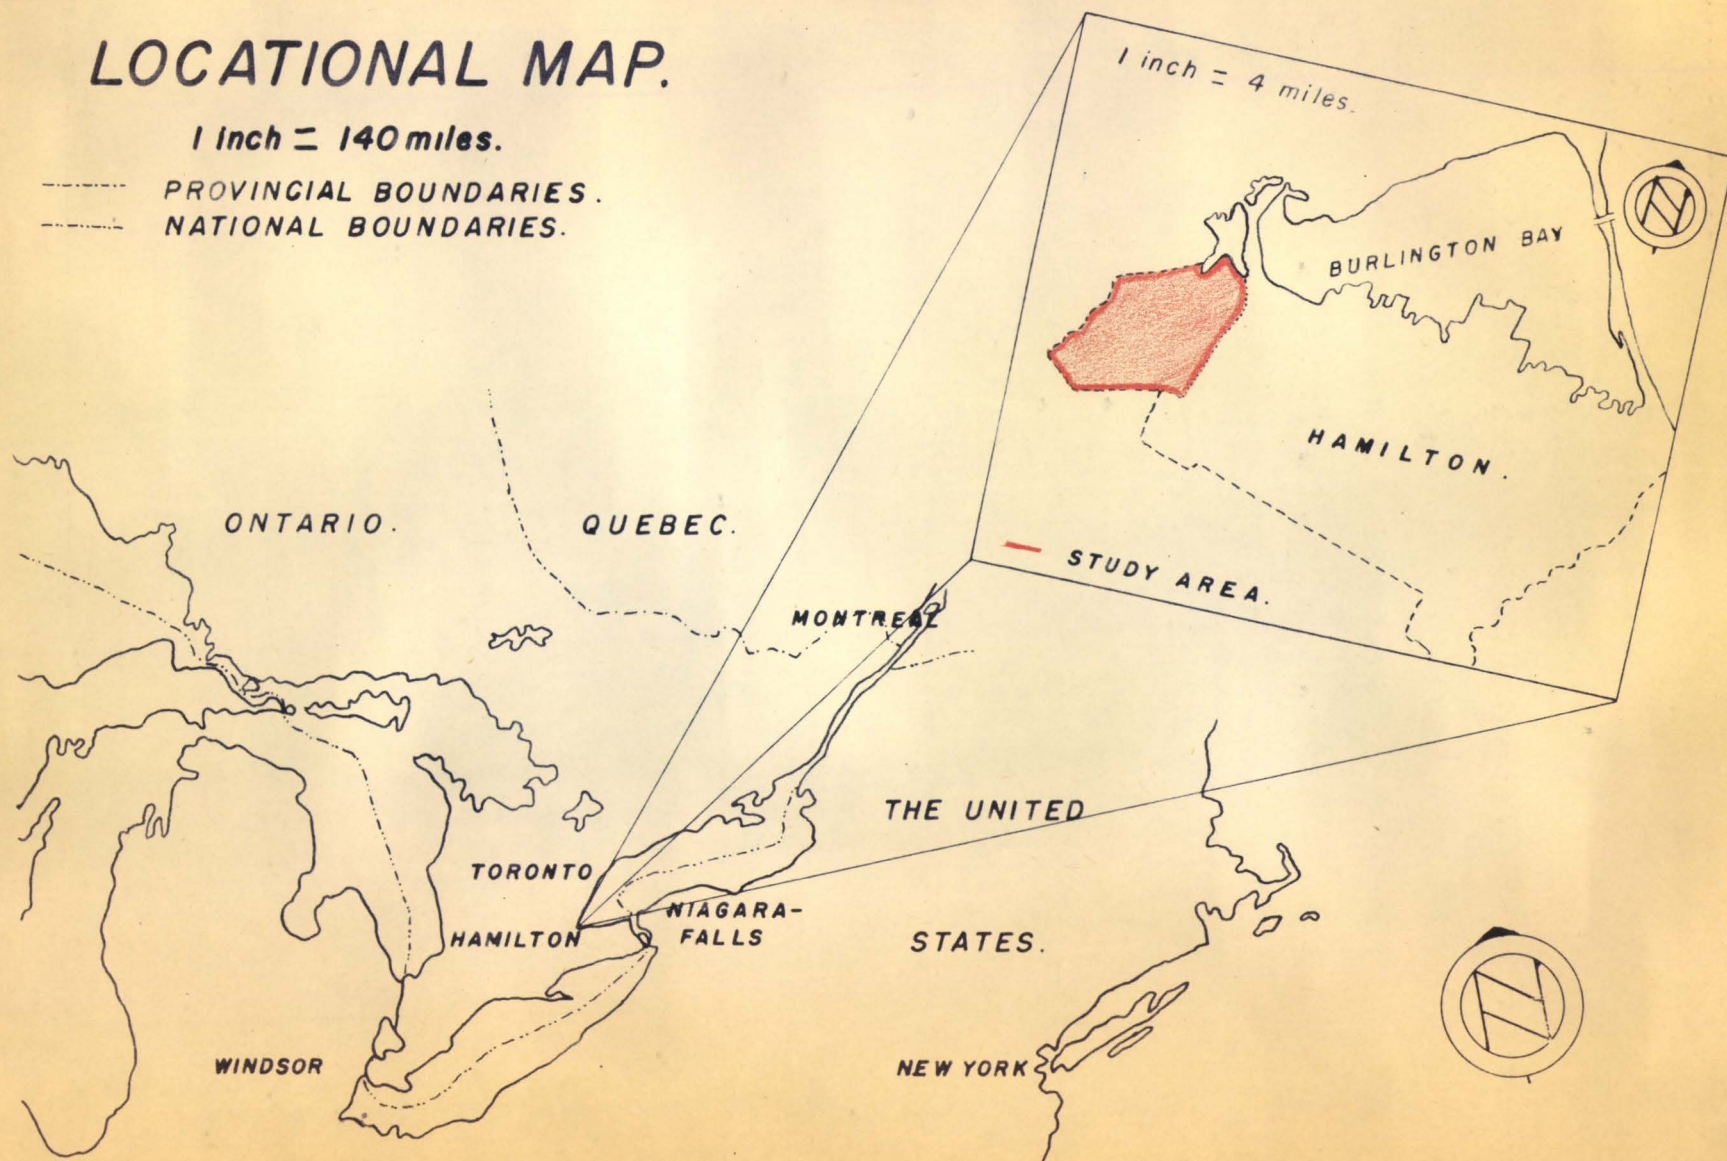 LOCATIONAL MAP.
1 inch = 140 miles.
PROVINCIAL BOUNDARIES.
NATIONAL BOUNDARIES.
1 inch = 4 miles.
N
BURLINGTON BAY
HAMILTON.
STUDY AREA.
ONTARIO.
QUEBEC.
MONTREAL
THE UNITED
STATES.
TORONTO
HAMILTON
NIAGARA-
FALLS
WINDSOR
NEW YORK
N